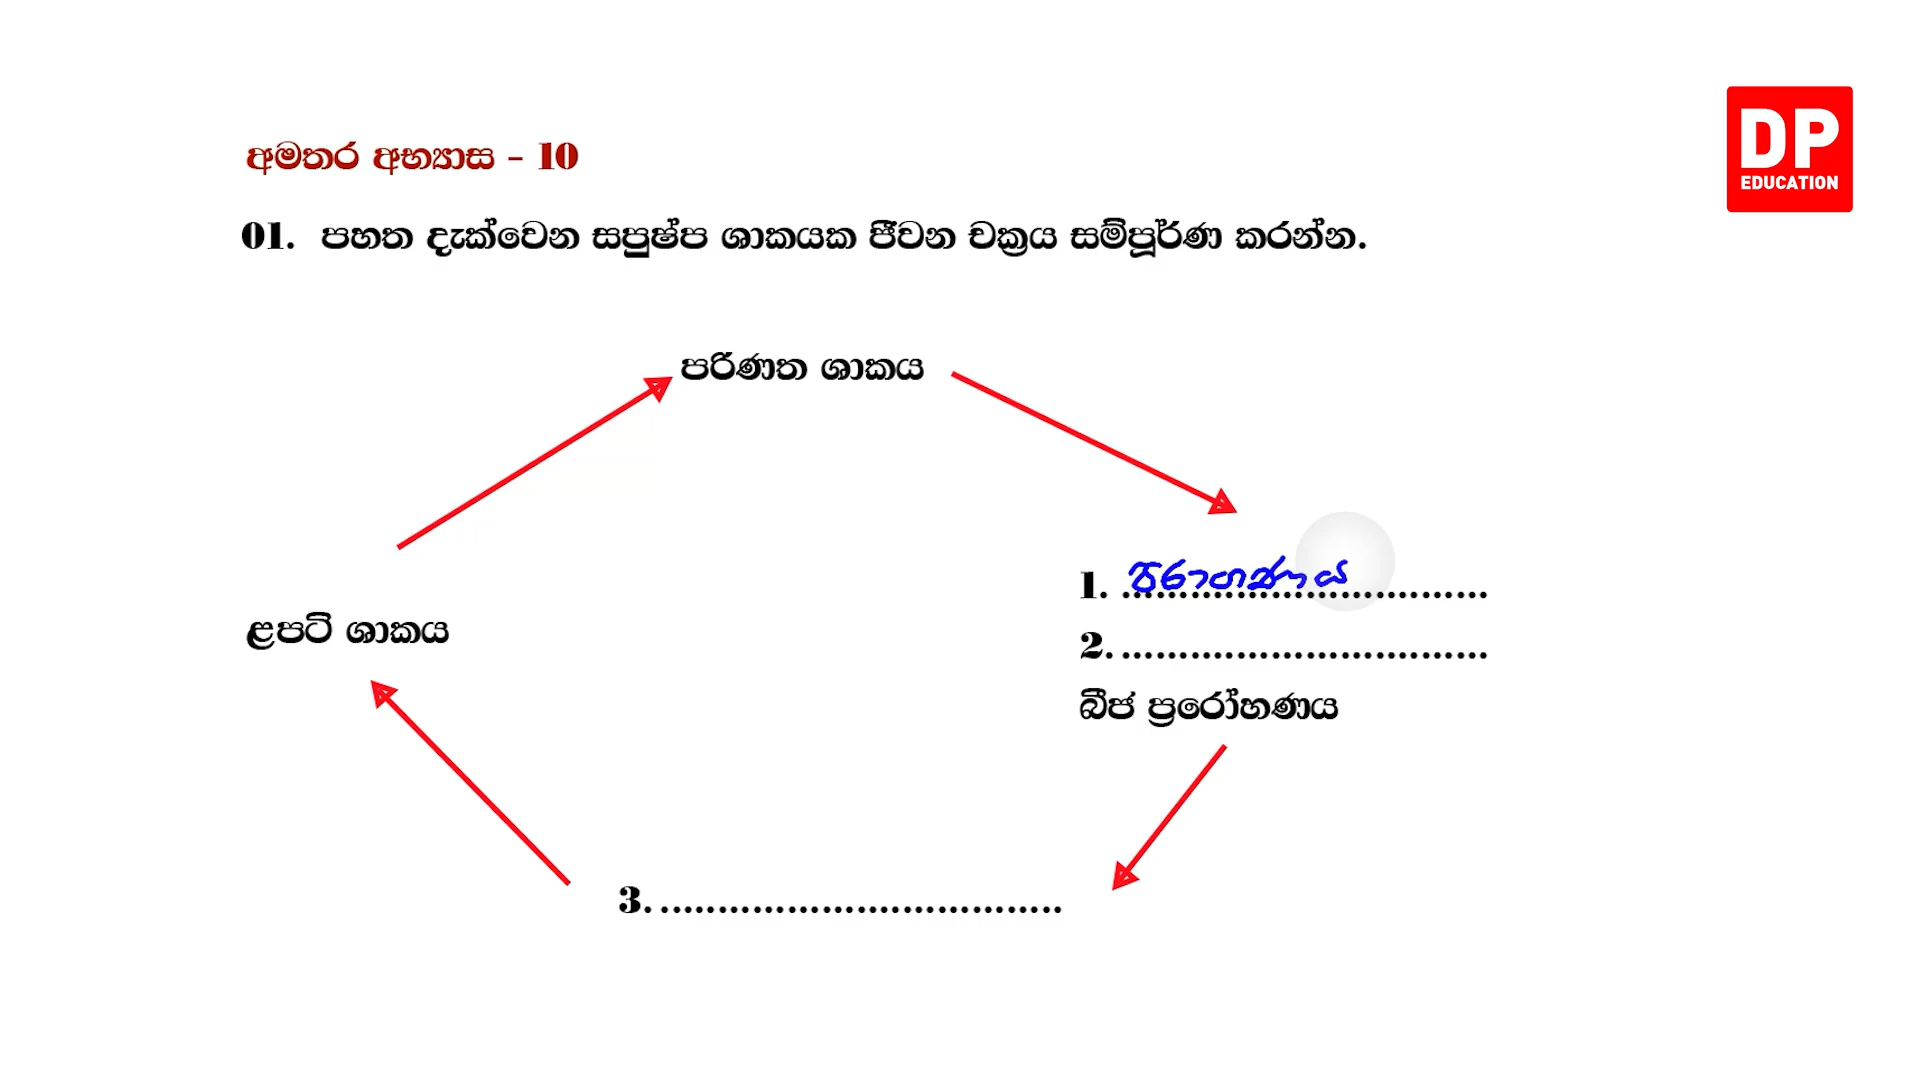 DP
EDUCATION
අමතර අභ්‍යාස - 10
01. පහත දැක්වෙන සපුෂ්ප ශාකයක ජීවන චක්‍රය සම්පූර්ණ කරන්න.
පරිණත ශාකය
1. පරාගණය
2. ................................
බීජ ප්‍රරෝහණය
ළපටි ශාකය
3. ...................................